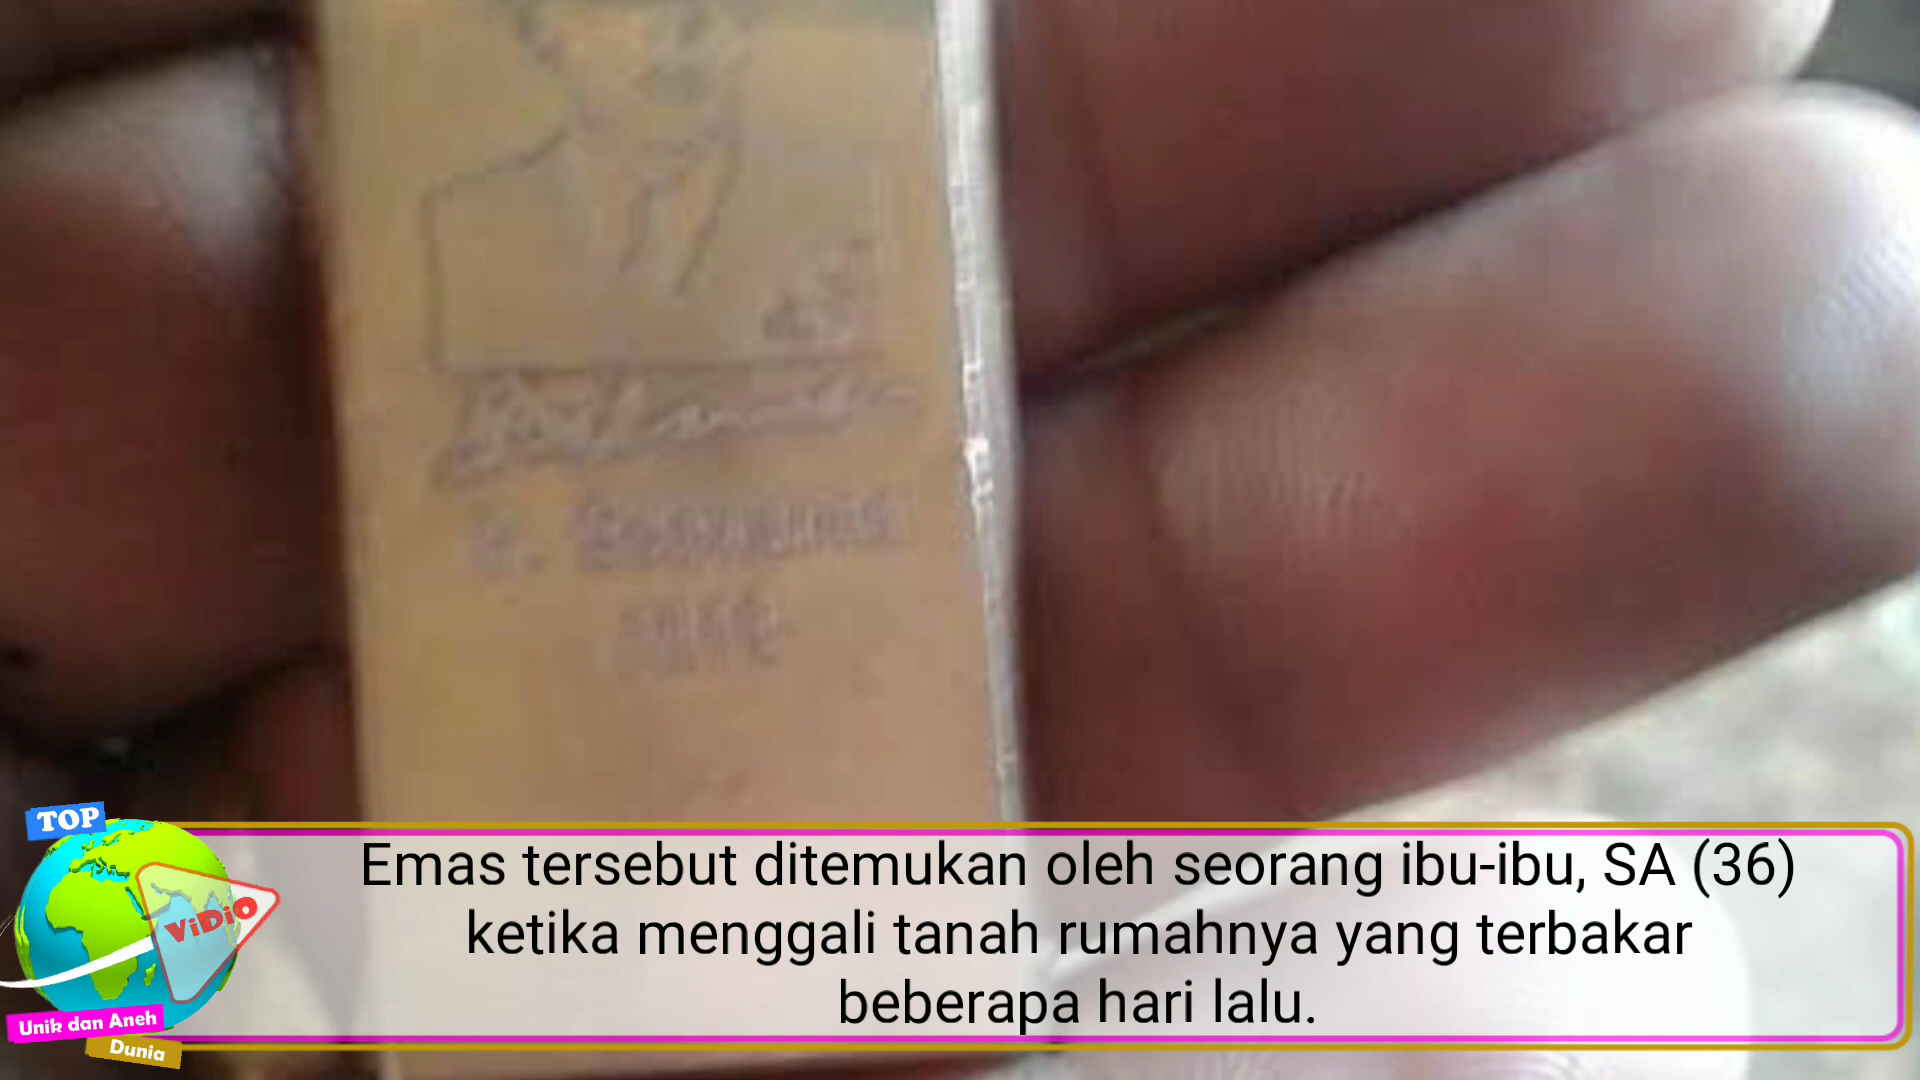 TOP
ViDiO
Unik dan Aneh
Dunia
Emas tersebut ditemukan oleh seorang ibu-ibu, SA (36)
ketika menggali tanah rumahnya yang terbakar
beberapa hari lalu.